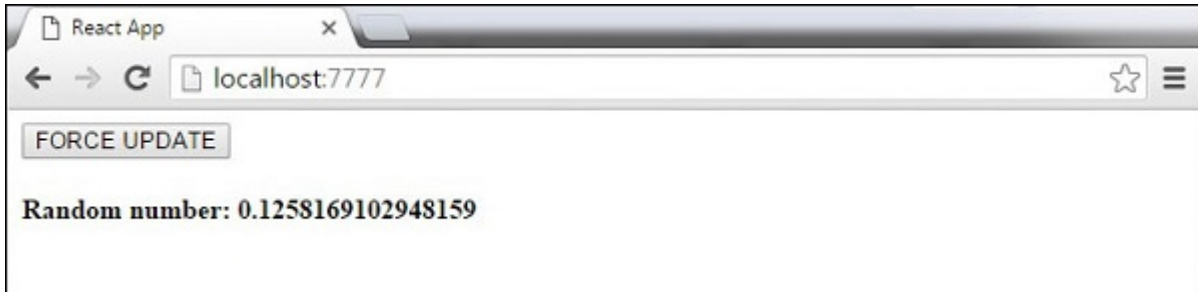 React App
localhost:7777
FORCE UPDATE
Random number: 0.1258169102948159